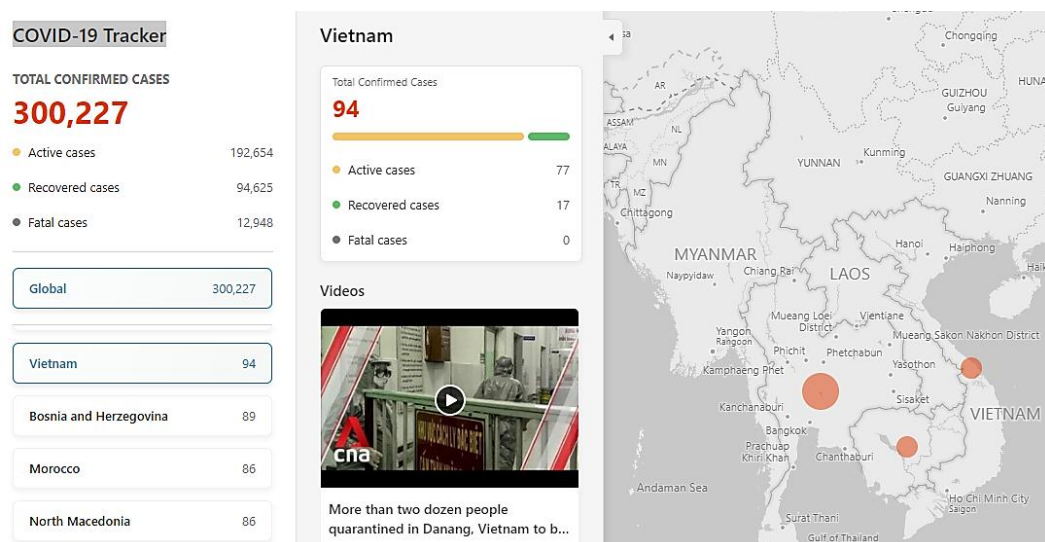 COVID-19 Tracker
TOTAL CONFIRMED CASES
300,227
Active cases 192,654
Recovered cases 94,625
Fatal cases 12,948
Global 300,227
Vietnam 94
Bosnia and Herzegovina 89
Morocco 86
North Macedonia 86
Vietnam
Total Confirmed Cases
94
Active cases 77
Recovered cases 17
Fatal cases 0
Videos
cna
More than two dozen people
quarantined in Danang, Vietnam to b...
Chongqing
AR
GUIZHOU
Guiyang
HUNA
ASSAM
NL
ALAYA
MN
YUNNAN
Kunming
GUANGXI ZHUANG
TR
MZ
Chittagong
Nanning
Hanoi
Haiphong
MYANMAR
Naypyidaw
Chiang Rai
LAOS
Haik
Mueang Loei
District
Vientiane
Yangon
Rangoon
Mueang Sakon Nakhon District
Phichit
Phetchabun
Kamphaeng Phet
Yasothon
Kanchanaburi
Sisaket
VIETNAM
Bangkok
Prachuap
Khiri Khan
Chanthaburi
Andaman Sea
Ho Chi Minh City
Saigon
Surat Thani
Gulf of Thailand